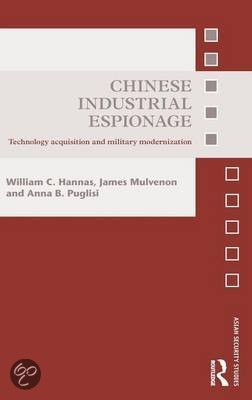 CHINESE
INDUSTRIAL
ESPIONAGE
Technology acquisition and military modernization
William C. Hannas, James Mulvenon
and Anna B. Puglisi
ASIAN SECURITY STUDIES
ROUTLEDGE